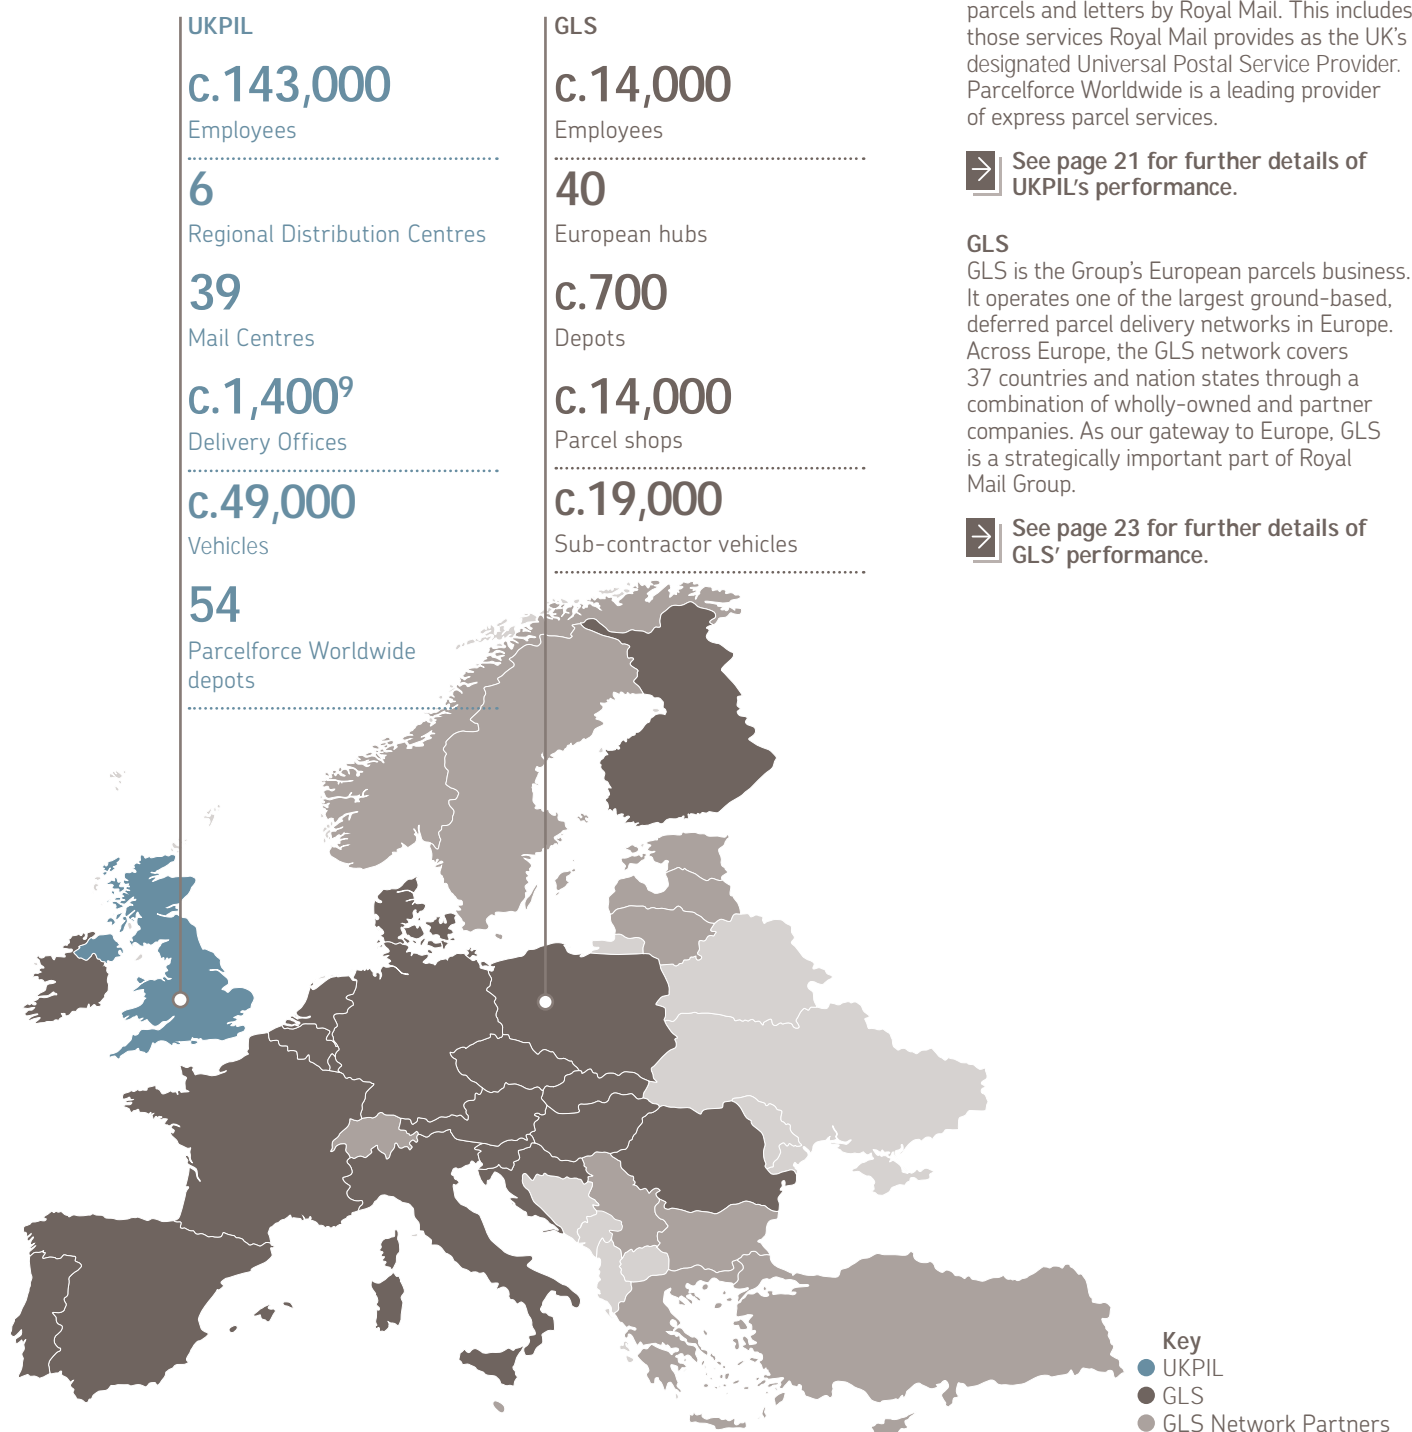 UKPIL
c.143,000
Employees
6
Regional Distribution Centres
39
Mail Centres
c.1,400⁹
Delivery Offices
c.49,000
Vehicles
54
Parcelforce Worldwide
depots
GLS
c.14,000
Employees
40
European hubs
c.700
Depots
c.14,000
Parcel shops
c.19,000
Sub-contractor vehicles
parcels and letters by Royal Mail. This includes
those services Royal Mail provides as the UK’s
designated Universal Postal Service Provider.
Parcelforce Worldwide is a leading provider
of express parcel services.
See page 21 for further details of
UKPIL’s performance.
GLS
GLS is the Group’s European parcels business.
It operates one of the largest ground-based,
deferred parcel delivery networks in Europe.
Across Europe, the GLS network covers
37 countries and nation states through a
combination of wholly-owned and partner
companies. As our gateway to Europe, GLS
is a strategically important part of Royal
Mail Group.
See page 23 for further details of
GLS’ performance.
Key
UKPIL
GLS
GLS Network Partners